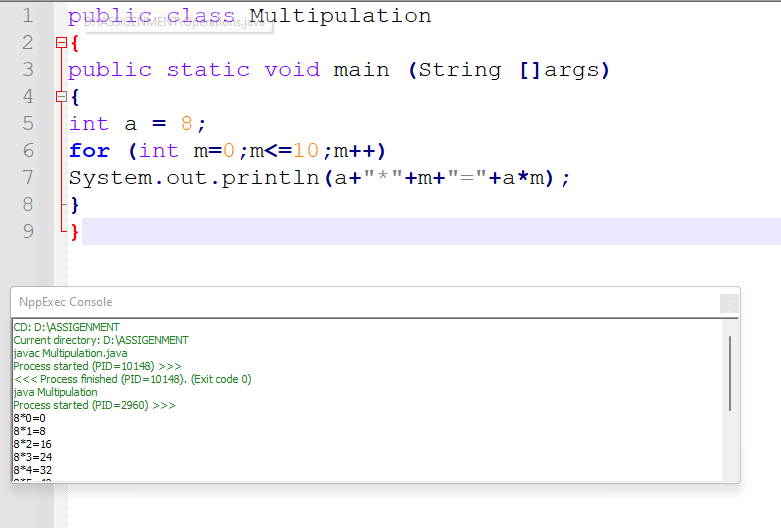 1 public class Multipulation
D:\ASSIGENMENT\Operations.java
2 {
3 public static void main (String []args)
4 {
5 int a = 8;
6 for (int m=0;m<=10;m++)
7 System.out.println(a+"*"+m+"="+a*m);
8 }
9 }
NppExec Console
CD: D:\ASSIGENMENT
Current directory: D:\ASSIGENMENT
javac Multipulation.java
Process started (PID=10148) >>>
<<< Process finished (PID=10148). (Exit code 0)
java Multipulation
Process started (PID=2960) >>>
8*0=0
8*1=8
8*2=16
8*3=24
8*4=32